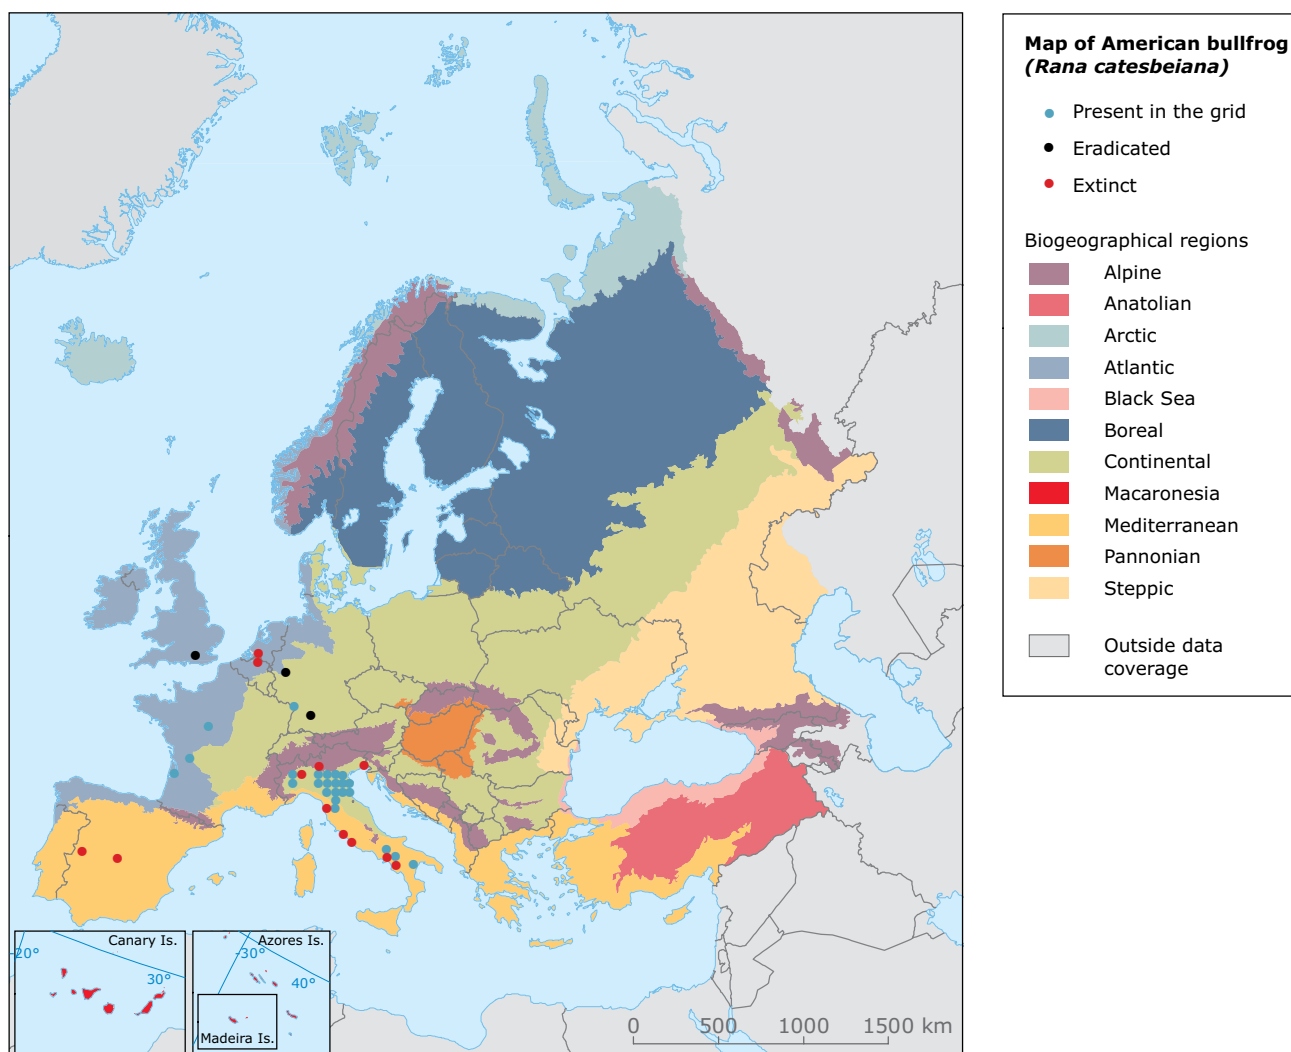 Map of American bullfrog
(Rana catesbeiana)
Present in the grid
Eradicated
Extinct
Biogeographical regions
Alpine
Anatolian
Arctic
Atlantic
Black Sea
Boreal
Continental
Macaronesia
Mediterranean
Pannonian
Steppic
Outside data
coverage
Canary Is.
-20°
30°
Azores Is.
-30°
40°
Madeira Is.
0 500 1000 1500 km